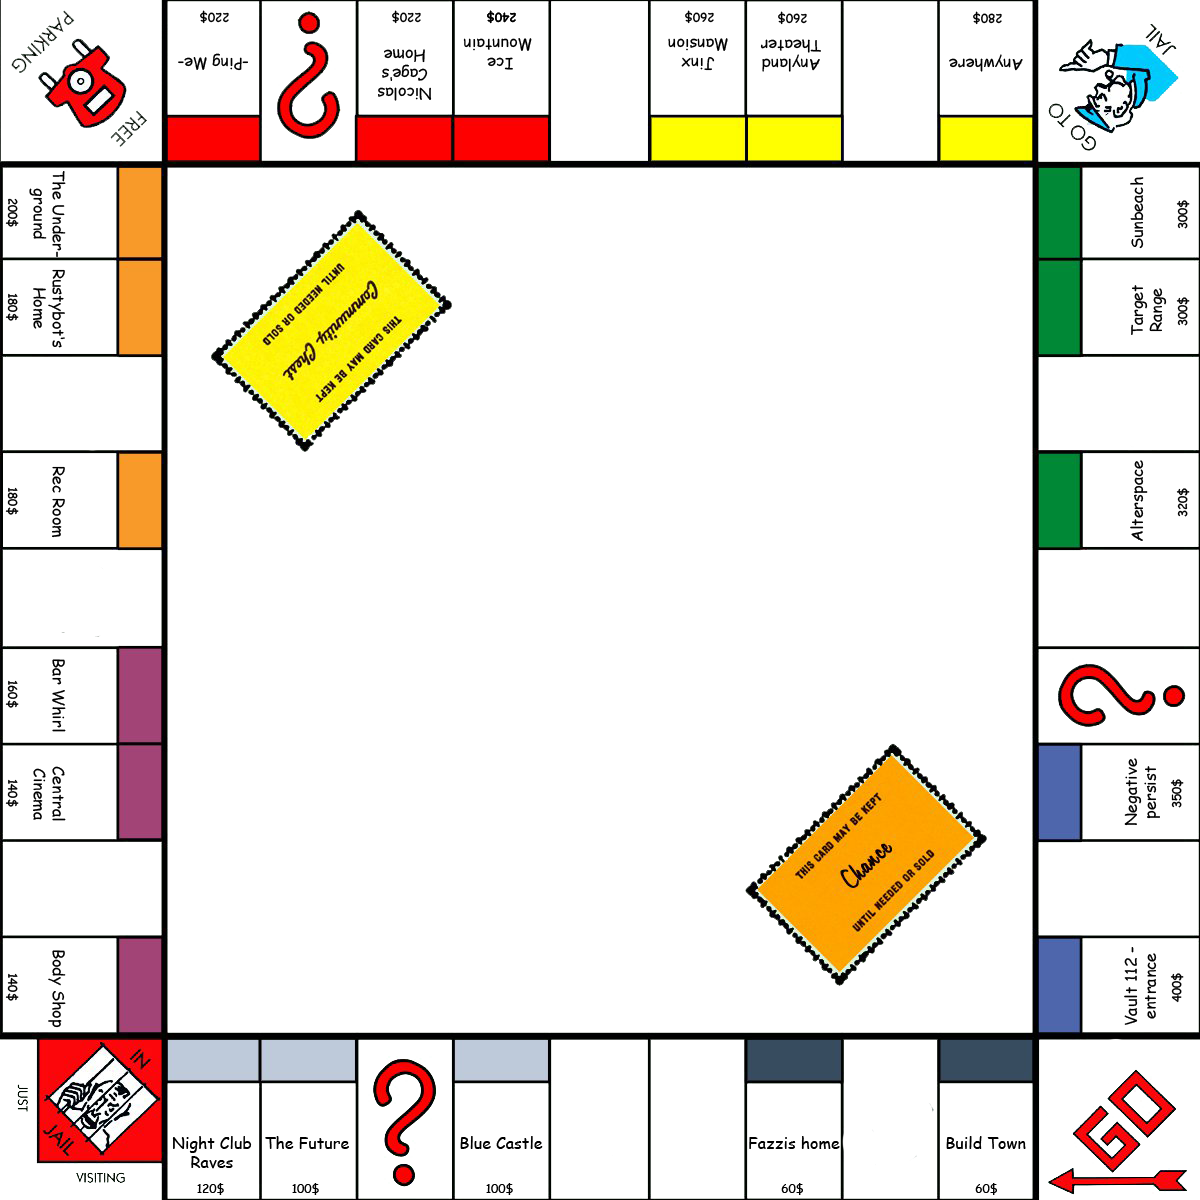 FREE
PARKING
-Ping Me-
220$
Nicolas
Cage's
Home
220$
Ice
Mountain
240$
Jinx
Mansion
260$
Anyland
Theater
260$
Anywhere
280$
GO TO
JAIL
The Under-
ground
200$
Rustybot's
Home
180$
Rec Room
180$
Bar Whirl
160$
Central
Cinema
140$
Body Shop
140$
THIS CARD MAY BE KEPT
Community Chest
UNTIL NEEDED OR SOLD
THIS CARD MAY BE KEPT
Chance
UNTIL NEEDED OR SOLD
Sunbeach
300$
Target
Range
300$
Alterspace
320$
Negative
persist
350$
Vault 112 -
entrance
400$
IN
JAIL
JUST
VISITING
Night Club
Raves
120$
The Future
100$
?
Blue Castle
100$
Fazzis home
60$
Build Town
60$
GO